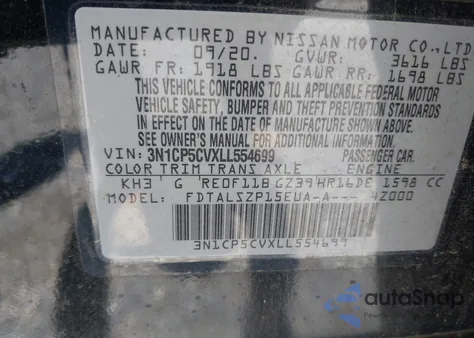 MANUFACTURED BY NISSAN MOTOR CO., LTD.
DATE: 09/20. GVWR: 3616 LBS
GAWR FR: 1918 LBS GAWR RR: 1698 LBS
THIS VEHICLE CONFORMS TO ALL APPLICABLE FEDERAL MOTOR
VEHICLE SAFETY, BUMPER AND THEFT PREVENTION STANDARDS
IN EFFECT ON THE DATE OF MANUFACTURE SHOWN ABOVE.
SEE OWNER'S MANUAL FOR ADDITIONAL INFORMATION.
VIN: 3N1CP5CVXLL554699 PASSENGER CAR.
COLOR TRIM TRANS AXLE ENGINE
KH3 G RE0F11B GZ39 HR16DE 1598 CC
MODEL: FDTALSZP15EUA-A--- 4Z000
3N1CP5CVXLL554699
autaSnap